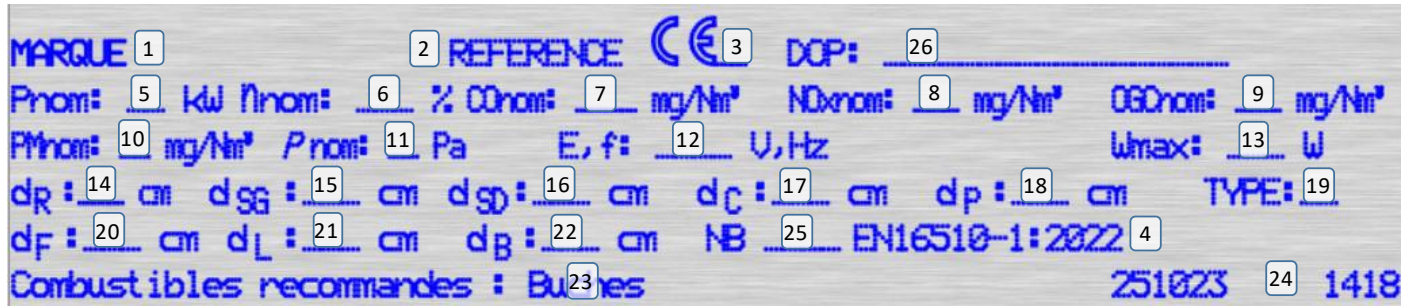 MARQUE 1 2 REFERENCE CE 3 DOP: 26
Pnom: 5 kW ηnom: 6 % COnom: 7 mg/Nm³ NOxnom: 8 mg/Nm³ OGCnom: 9 mg/Nm³
PMnom: 10 mg/Nm³ Pnom: 11 Pa E,f: 12 V,Hz Wmax: 13 W
dR: 14 cm dSG: 15 cm dSD: 16 cm dC: 17 cm dP: 18 cm TYPE: 19
dF: 20 cm dL: 21 cm dB: 22 cm NB 25 EN16510-1:2022 4
Combustibles recommandes : 23 251023 24 1418